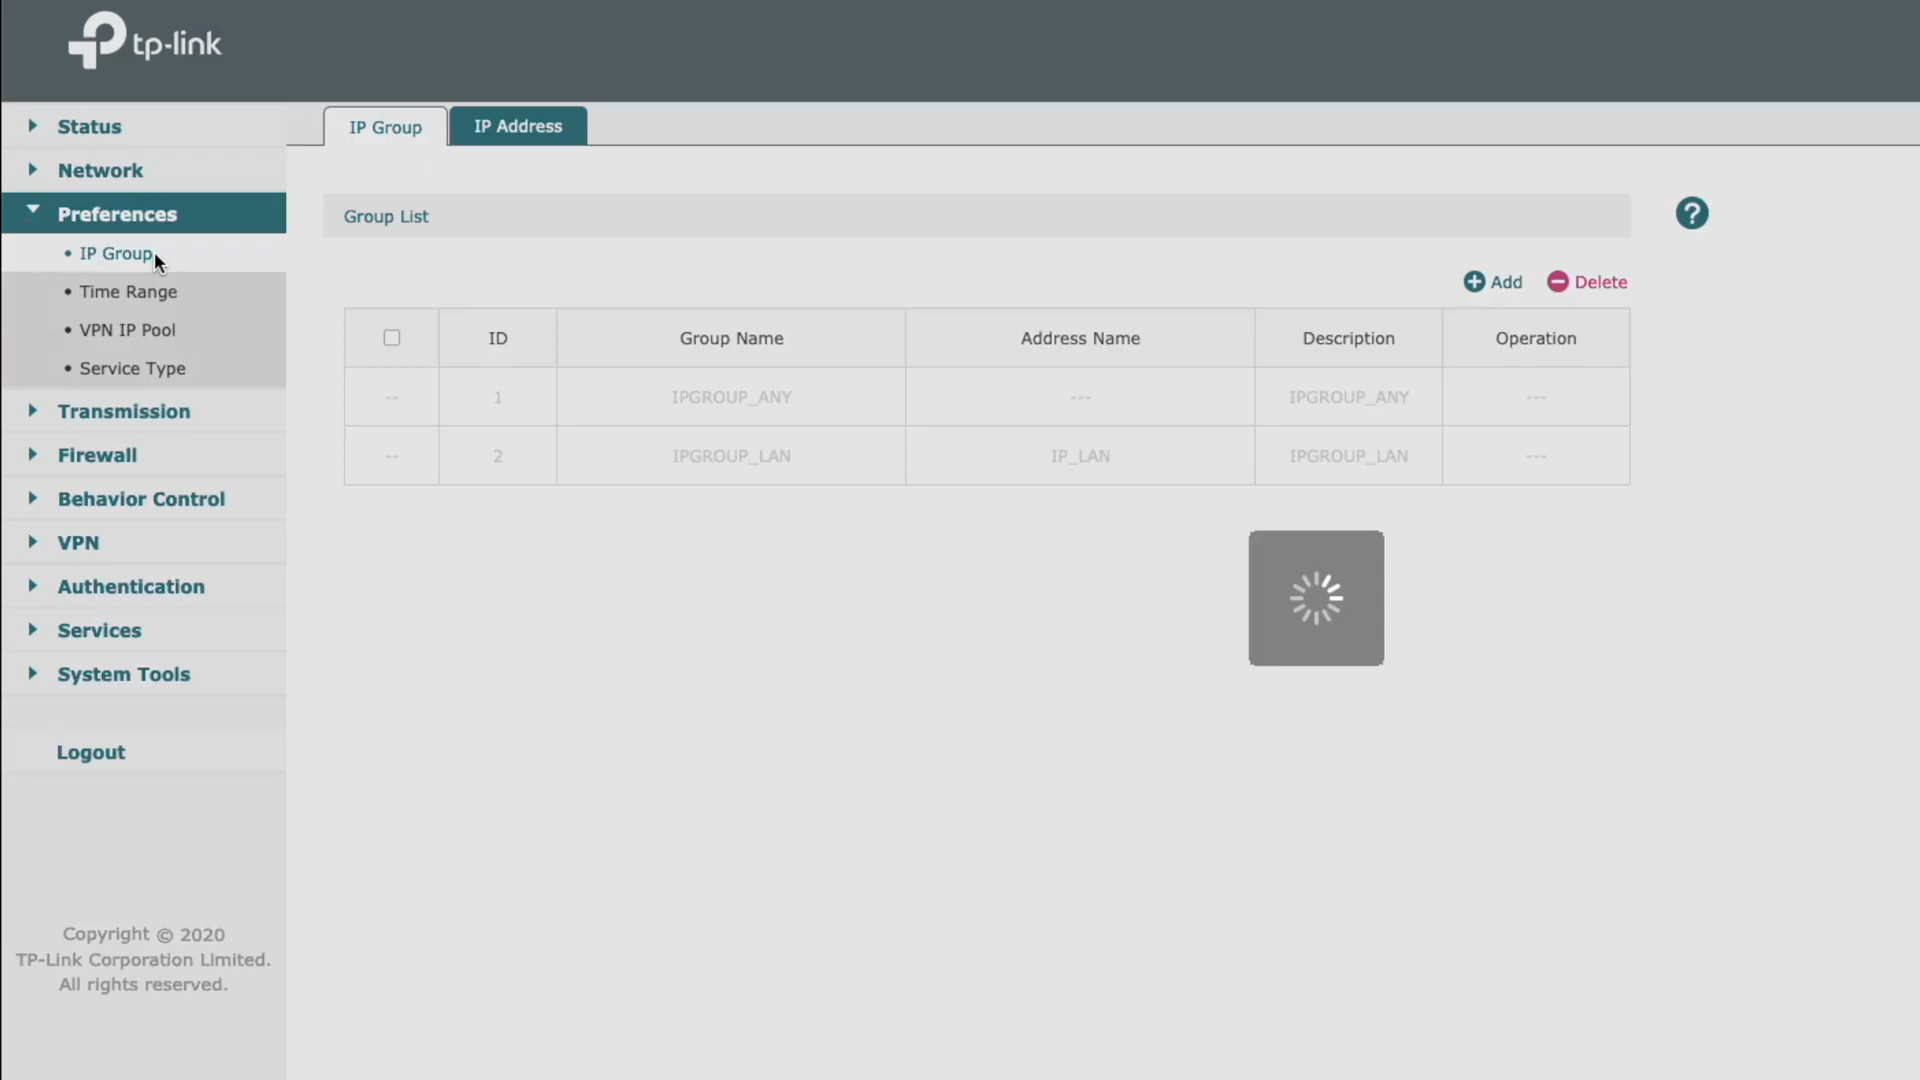 tp-link
Status
Network
Preferences
• IP Group
• Time Range
• VPN IP Pool
• Service Type
Transmission
Firewall
Behavior Control
VPN
Authentication
Services
System Tools
Logout
Copyright © 2020
TP-Link Corporation Limited.
All rights reserved.
IP Group IP Address
Group List
?
Add Delete
ID Group Name Address Name Description Operation
-- 1 IPGROUP_ANY --- IPGROUP_ANY ---
-- 2 IPGROUP_LAN IP_LAN IPGROUP_LAN ---